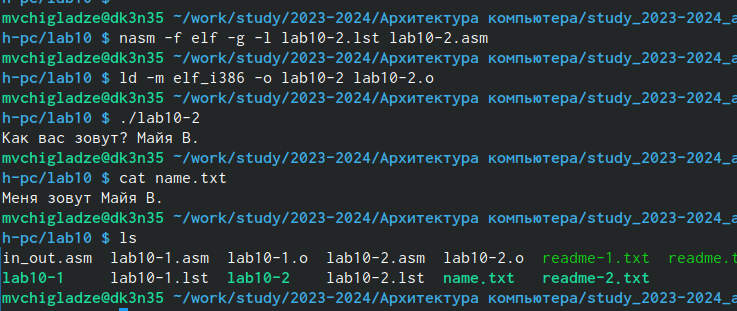 mvchigladze@dk3n35 ~/work/study/2023-2024/Архитектура компьютера/study_2023-2024_a
h-pc/lab10 $ nasm -f elf -g -l lab10-2.lst lab10-2.asm
mvchigladze@dk3n35 ~/work/study/2023-2024/Архитектура компьютера/study_2023-2024_a
h-pc/lab10 $ ld -m elf_i386 -o lab10-2 lab10-2.o
mvchigladze@dk3n35 ~/work/study/2023-2024/Архитектура компьютера/study_2023-2024_a
h-pc/lab10 $ ./lab10-2
Как вас зовут? Майя В.
mvchigladze@dk3n35 ~/work/study/2023-2024/Архитектура компьютера/study_2023-2024_a
h-pc/lab10 $ cat name.txt
Меня зовут Майя В.
mvchigladze@dk3n35 ~/work/study/2023-2024/Архитектура компьютера/study_2023-2024_a
h-pc/lab10 $ ls
in_out.asm lab10-1.asm lab10-1.o lab10-2.asm lab10-2.o readme-1.txt readme.t
lab10-1 lab10-1.lst lab10-2 lab10-2.lst name.txt readme-2.txt
mvchigladze@dk3n35 ~/work/study/2023-2024/Архитектура компьютера/study_2023-2024_a